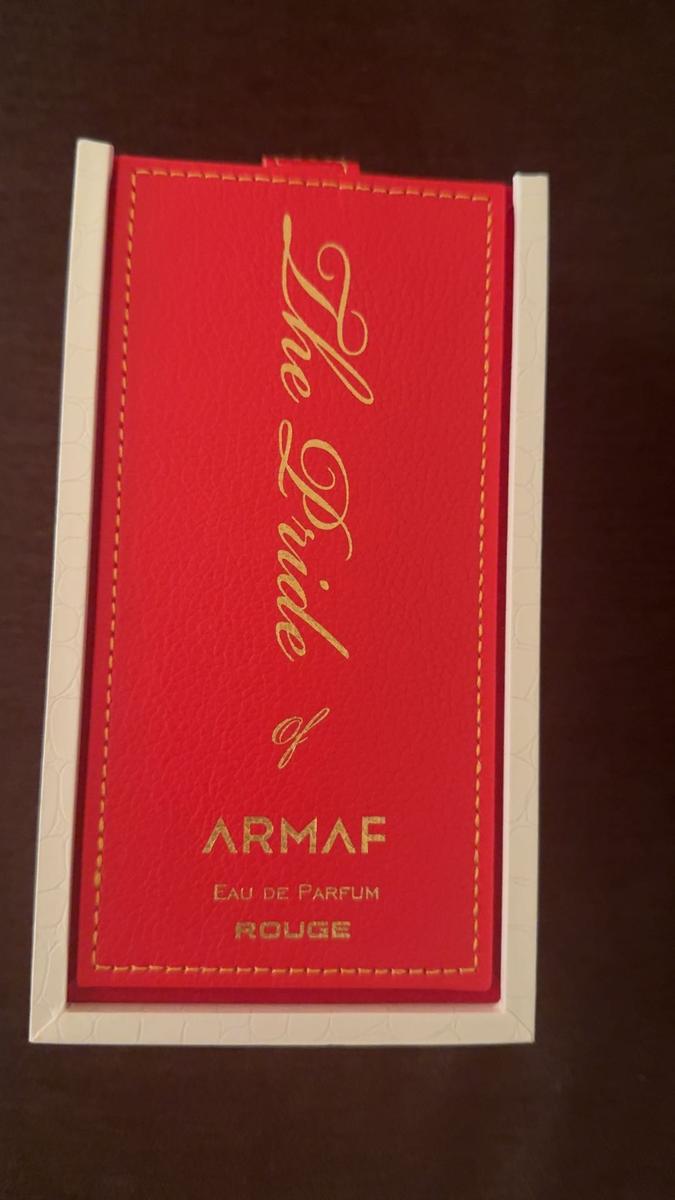 The Pride of
ARMAF
EAU DE PARFUM
ROUGE